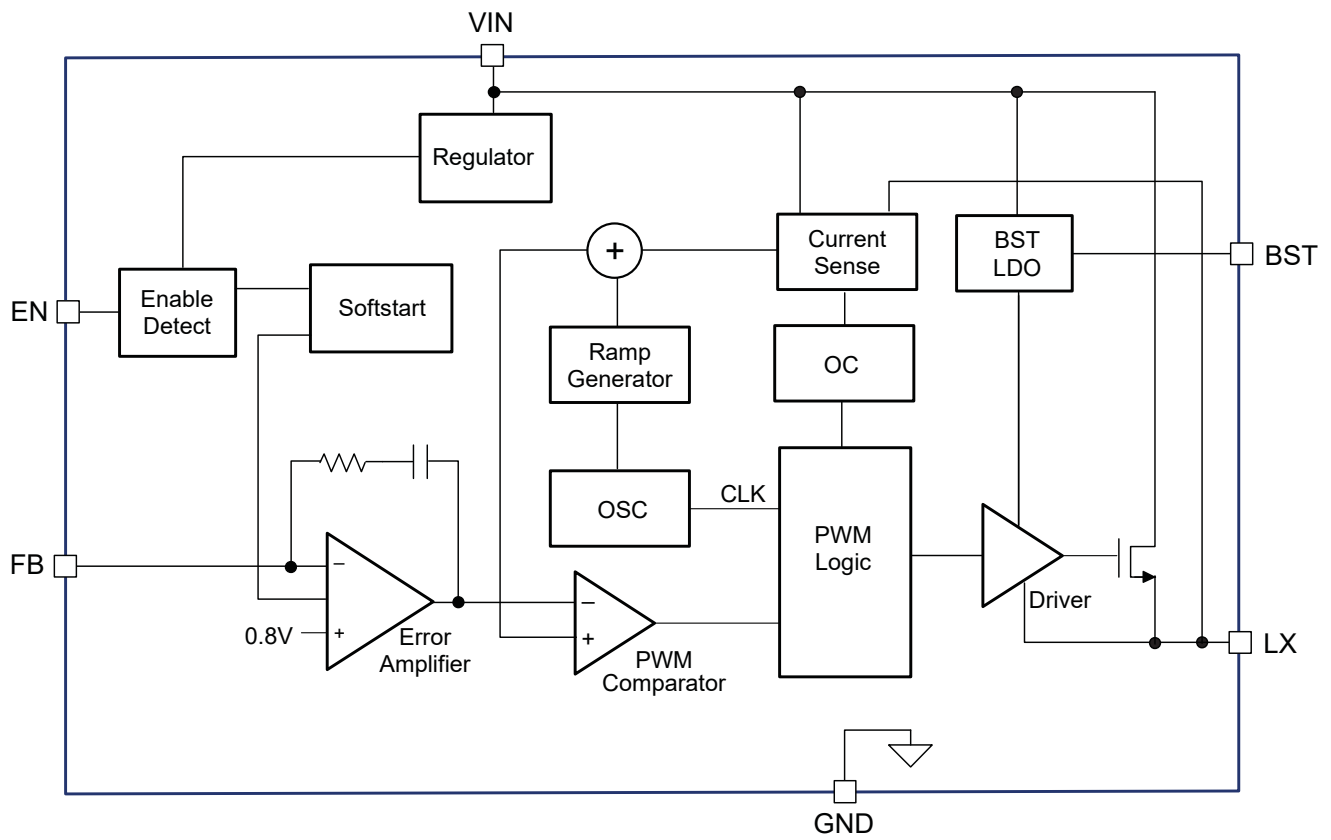 VIN
Regulator
Current
Sense
BST
LDO
BST
+
Enable
Detect
Softstart
EN
Ramp
Generator
OC
OSC
CLK
PWM
Logic
FB
−
+
0.8V
Error
Amplifier
−
+
PWM
Comparator
Driver
LX
GND